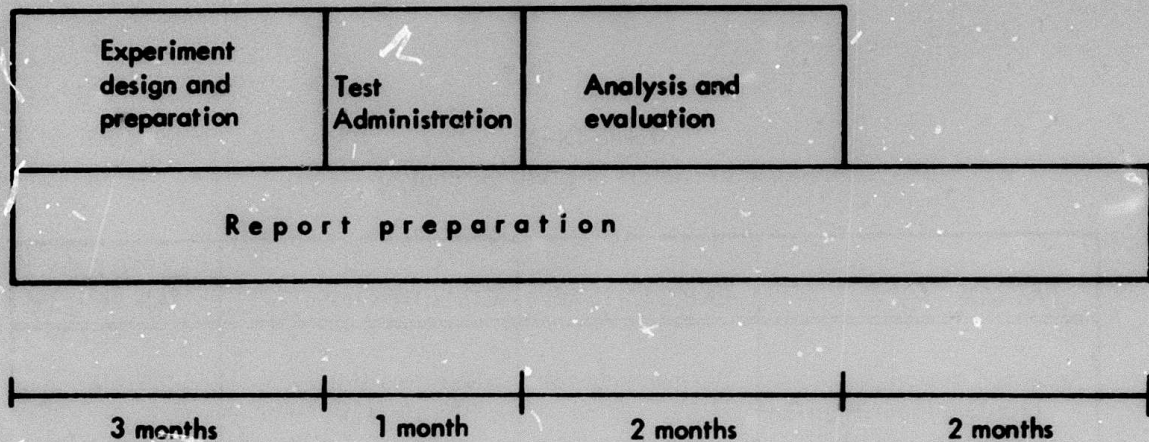 Experiment
design and
preparation
Test
Administration
Analysis and
evaluation
Report preparation
3 months
1 month
2 months
2 months